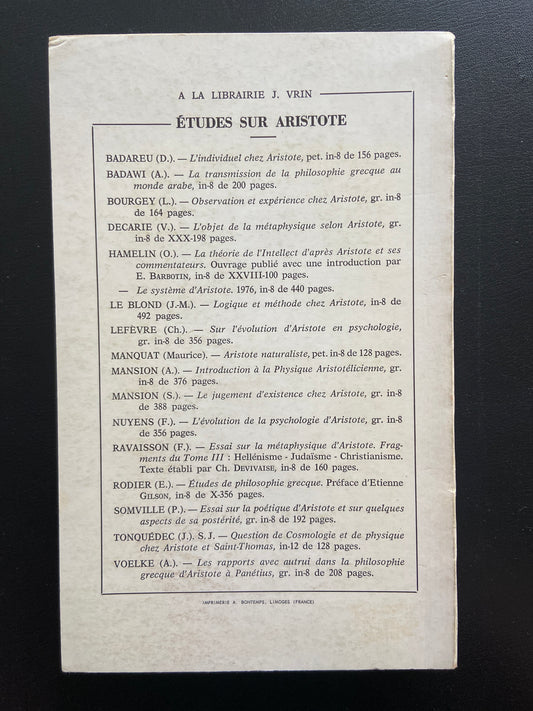 A LA LIBRAIRIE J. VRIN
ÉTUDES SUR ARISTOTE
BADAREU (D.). — L'individuel chez Aristote, pet. in-8 de 156 pages.
BADAWI (A.). — La transmission de la philosophie grecque au
monde arabe, in-8 de 200 pages.
BOURGEY (L.). — Observation et expérience chez Aristote, gr. in-8
de 164 pages.
DECARIE (V.). — L'objet de la métaphysique selon Aristote, gr.
in-8 de XXX-198 pages.
HAMELIN (O.). — La théorie de l'Intellect d'après Aristote et ses
commentateurs. Ouvrage publié avec une introduction par
E. BARBOTIN, in-8 de XXVIII-100 pages.
— Le système d'Aristote. 1976, in-8 de 440 pages.
LE BLOND (J.-M.). — Logique et méthode chez Aristote, in-8 de
492 pages.
LEFÈVRE (Ch.). — Sur l'évolution d'Aristote en psychologie,
gr. in-8 de 356 pages.
MANQUAT (Maurice). — Aristote naturaliste, pet. in-8 de 128 pages.
MANSION (A.). — Introduction à la Physique Aristotélicienne, gr.
in-8 de 376 pages.
MANSION (S.). — Le jugement d'existence chez Aristote, gr. in-8
de 388 pages.
NUYENS (F.). — L'évolution de la psychologie d'Aristote, gr. in-8
de 356 pages.
RAVAISSON (F.). — Essai sur la métaphysique d'Aristote. Frag-
ments du Tome III : Hellénisme - Judaïsme - Christianisme.
Texte établi par Ch. DEVIVAISE, in-8 de 160 pages.
RODIER (E.). — Études de philosophie grecque. Préface d'Etienne
GILSON, in-8 de X-356 pages.
SOMVILLE (P.). — Essai sur la poétique d'Aristote et sur quelques
aspects de sa postérité, gr. in-8 de 192 pages.
TONQUÉDEC (J.). S.J. — Question de Cosmologie et de physique
chez Aristote et Saint-Thomas, in-12 de 128 pages.
VOELKE (A.). — Les rapports avec autrui dans la philosophie
grecque d'Aristote à Panétius, gr. in-8 de 208 pages.
IMPRIMERIE A. BONTEMPS, LIMOGES (FRANCE)